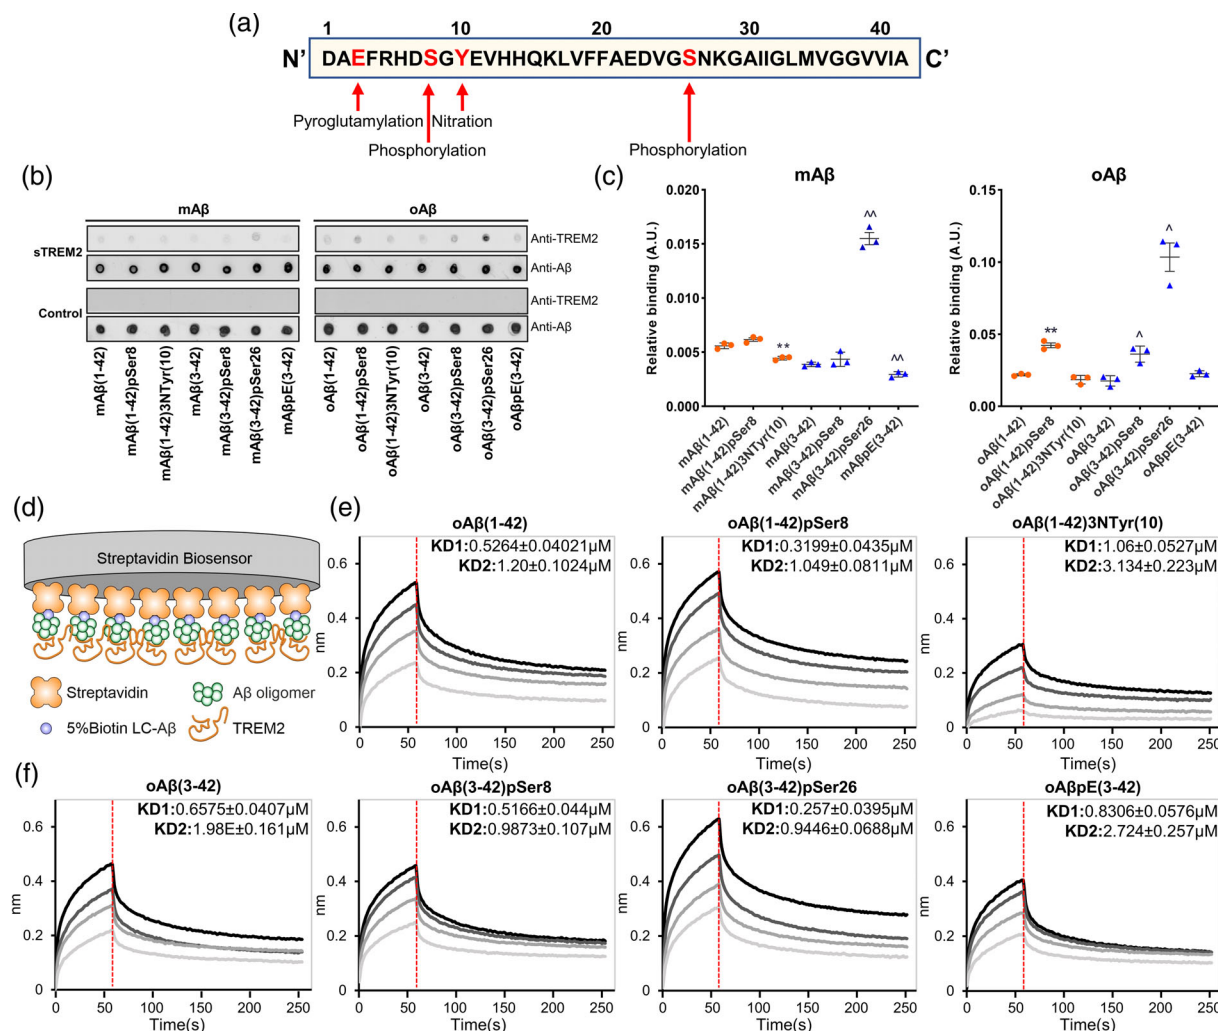 (a)
1 10 20 30 40
N’ DAEFRHDSGYEVHHQKLVFFAEDVGSNKGAIIGLMVGGVVIA C’
Pyroglutamylation Nitration
Phosphorylation Phosphorylation
(b)
mAβ oAβ
sTREM2
Anti-TREM2
Anti-Aβ
Control
Anti-TREM2
Anti-Aβ
mAβ(1-42)
mAβ(1-42)pSer8
mAβ(1-42)3NTyr(10)
mAβ(3-42)
mAβ(3-42)pSer8
mAβ(3-42)pSer26
mAβpE(3-42)
oAβ(1-42)
oAβ(1-42)pSer8
oAβ(1-42)3NTyr(10)
oAβ(3-42)
oAβ(3-42)pSer8
oAβ(3-42)pSer26
oAβpE(3-42)
(c)
mAβ
Relative binding (A.U.)
0.020
0.015
0.010
0.005
0.000
**
^^
^^
mAβ(1-42)
mAβ(1-42)pSer8
mAβ(1-42)3NTyr(10)
mAβ(3-42)
mAβ(3-42)pSer8
mAβ(3-42)pSer26
mAβpE(3-42)
oAβ
Relative binding (A.U.)
0.15
0.10
0.05
0.00
**
^
^
oAβ(1-42)
oAβ(1-42)pSer8
oAβ(1-42)3NTyr(10)
oAβ(3-42)
oAβ(3-42)pSer8
oAβ(3-42)pSer26
oAβpE(3-42)
(d)
Streptavidin Biosensor
Streptavidin
Aβ oligomer
5%Biotin LC-Aβ
TREM2
(e)
oAβ(1-42)
KD1:0.5264±0.04021μM
KD2:1.20±0.1024μM
nm
0.6
0.4
0.2
0
0 50 100 150 200 250
Time(s)
oAβ(1-42)pSer8
KD1:0.3199±0.0435μM
KD2:1.049±0.0811μM
nm
0.6
0.4
0.2
0
0 50 100 150 200 250
Time(s)
oAβ(1-42)3NTyr(10)
KD1:1.06±0.0527μM
KD2:3.134±0.223μM
nm
0.6
0.4
0.2
0
0 50 100 150 200 250
Time(s)
(f)
oAβ(3-42)
KD1:0.6575±0.0407μM
KD2:1.98E±0.161μM
nm
0.6
0.4
0.2
0
0 50 100 150 200 250
Time(s)
oAβ(3-42)pSer8
KD1:0.5166±0.044μM
KD2:0.9873±0.107μM
nm
0.6
0.4
0.2
0
0 50 100 150 200 250
Time(s)
oAβ(3-42)pSer26
KD1:0.257±0.0395μM
KD2:0.9446±0.0688μM
nm
0.6
0.4
0.2
0
0 50 100 150 200 250
Time(s)
oAβpE(3-42)
KD1:0.8306±0.0576μM
KD2:2.724±0.257μM
nm
0.6
0.4
0.2
0
0 50 100 150 200 250
Time(s)